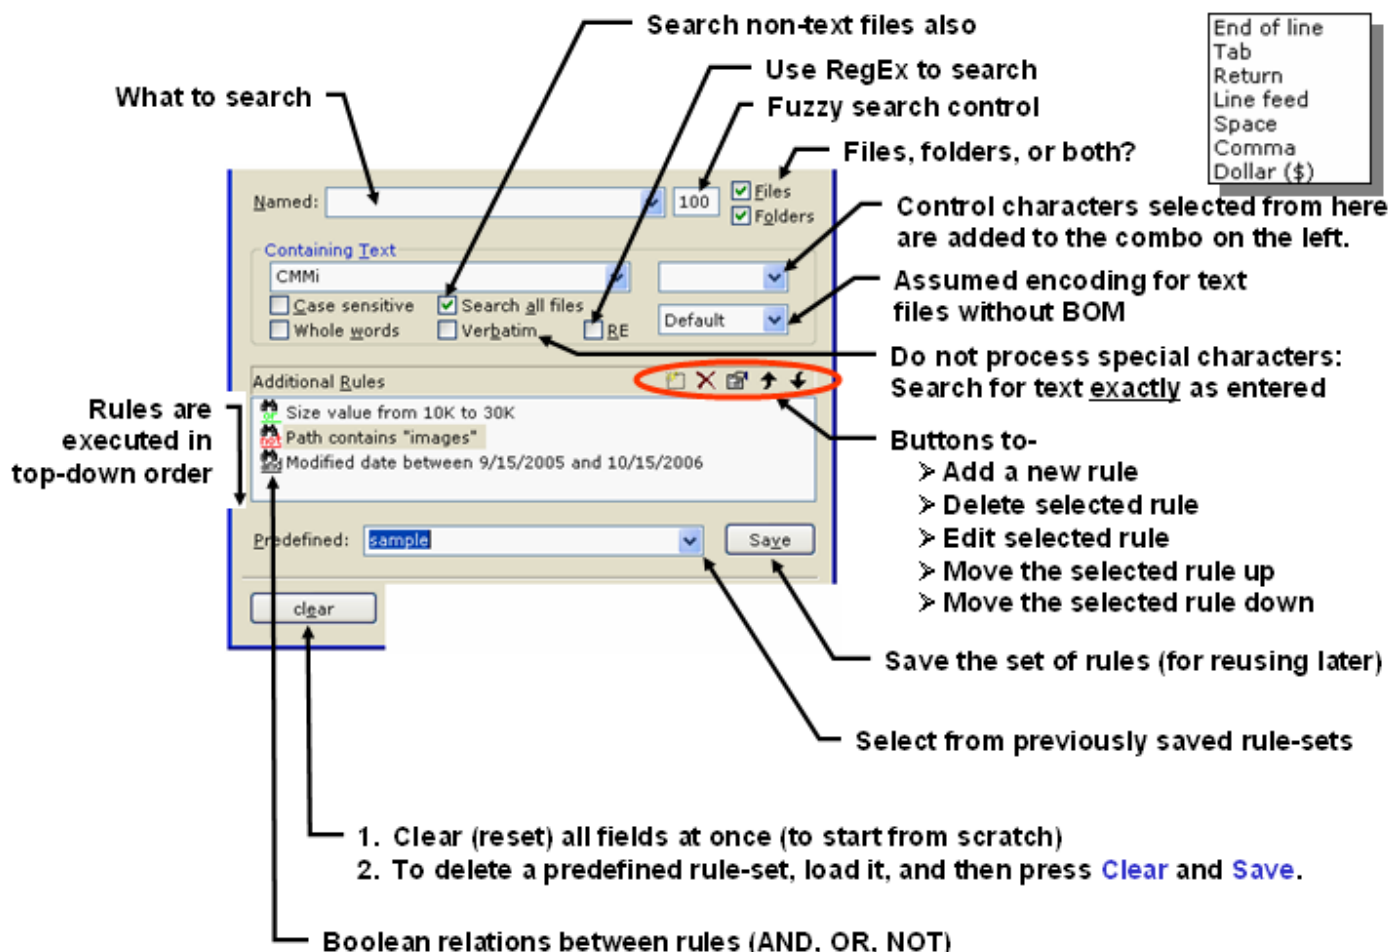 Search non-text files also
Use RegEx to search
What to search
Fuzzy search control
Files, folders, or both?
End of line
Tab
Return
Line feed
Space
Comma
Dollar ($)
Named:
100
Files
Folders
Control characters selected from here
are added to the combo on the left.
Containing Text
CMMi
Case sensitive
Search all files
Whole words
Verbatim
RE
Default
Assumed encoding for text
files without BOM
Do not process special characters:
Search for text exactly as entered
Additional Rules
or
Size value from 10K to 30K
not
Path contains "images"
and
Modified date between 9/15/2005 and 10/15/2006
Rules are
executed in
top-down order
Buttons to-
➢ Add a new rule
➢ Delete selected rule
➢ Edit selected rule
➢ Move the selected rule up
➢ Move the selected rule down
Predefined:
sample
Save
clear
Save the set of rules (for reusing later)
Select from previously saved rule-sets
1. Clear (reset) all fields at once (to start from scratch)
2. To delete a predefined rule-set, load it, and then press Clear and Save.
Boolean relations between rules (AND, OR, NOT)